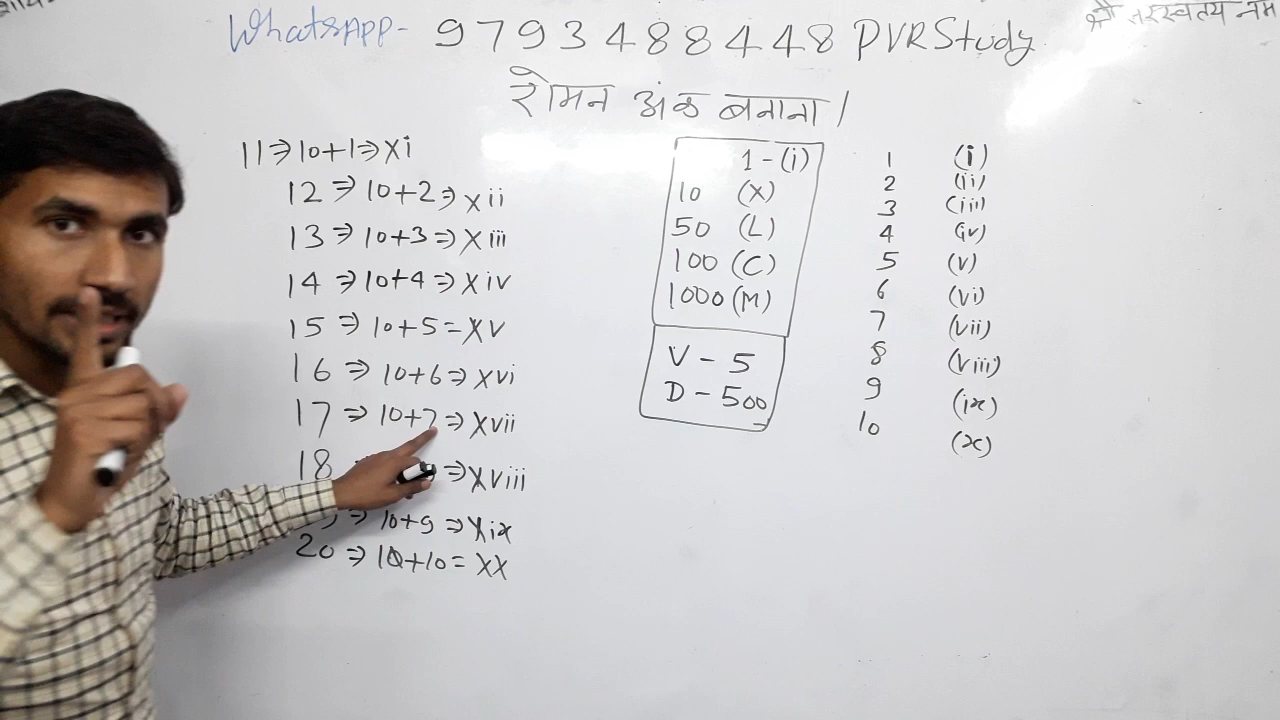 WhatsApp- 9793488448 PVR Study
रोमन अंक बनाना।
11⇒10+1⇒Xi
12⇒10+2⇒Xii
13⇒10+3⇒Xiii
14⇒10+4⇒Xiv
15⇒10+5=XV
16⇒10+6⇒Xvi
17⇒10+7⇒Xvii
18 ⇒Xviii
⇒10+9⇒Xix
20⇒10+10=XX
1-(i)
10 (X)
50 (L)
100 (C)
1000 (M)
V-5
D-500
1 (i)
2 (ii)
3 (iii)
4 (iv)
5 (v)
6 (vi)
7 (vii)
8 (viii)
9 (ix)
10 (x)